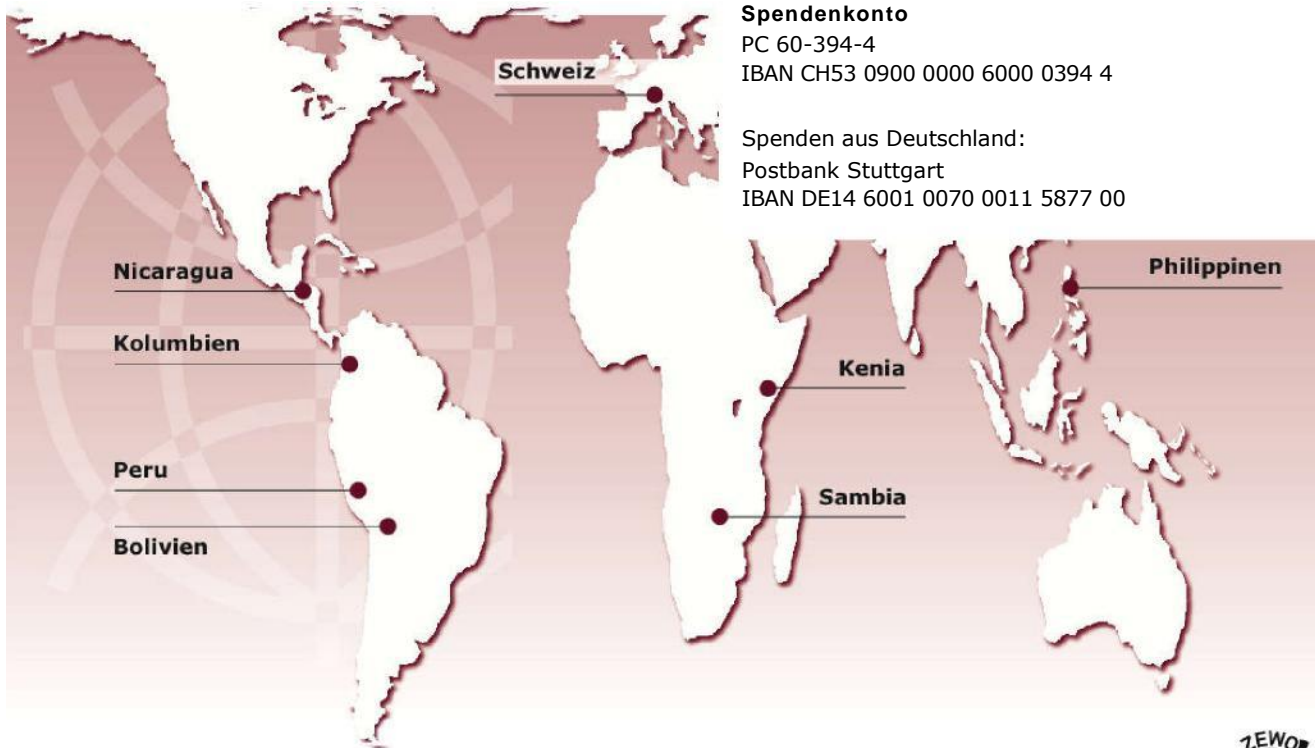 Spendenkonto
PC 60-394-4
IBAN CH53 0900 0000 6000 0394 4
Spenden aus Deutschland:
Postbank Stuttgart
IBAN DE14 6001 0070 0011 5877 00
Schweiz
Nicaragua
Philippinen
Kolumbien
Kenia
Peru
Sambia
Bolivien